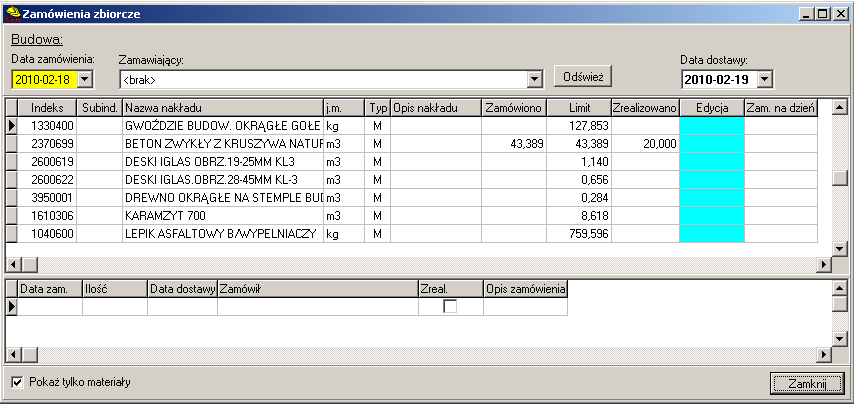 Zamówienia zbiorcze
Budowa:
Data zamówienia: Zamawiający: Data dostawy:
2010-02-18 <brak> Odśwież 2010-02-19
Indeks Subind. Nazwa nakładu j.m. Typ Opis nakładu Zamówiono Limit Zrealizowano Edycja Zam. na dzień
1330400 GWOŹDZIE BUDOW. OKRĄGŁE GOŁE kg M 127,853
2370699 BETON ZWYKŁY Z KRUSZYWA NATUR m3 M 43,389 43,389 20,000
2600619 DESKI IGLAS OBRZ.19-25MM KL3 m3 M 1,140
2600622 DESKI IGLAS.OBRZ.28-45MM KL-3 m3 M 0,656
3950001 DREWNO OKRĄGŁE NA STEMPLE BUD m3 M 0,284
1610306 KARAMZYT 700 m3 M 8,618
1040600 LEPIK ASFALTOWY B/WYPELNIACZY kg M 759,596
Data zam. Ilość Data dostawy Zamówił Zreal. Opis zamówienia
Pokaż tylko materiały Zamknij